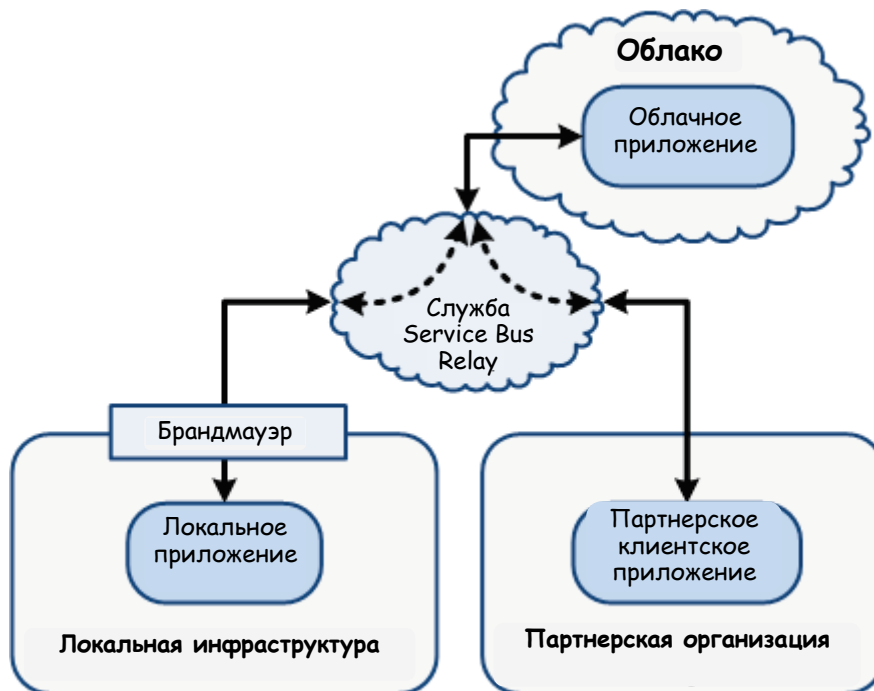 Облако
Облачное
приложение
Служба
Service Bus
Relay
Брандмауэр
Локальное
приложение
Локальная инфраструктура
Партнерское
клиентское
приложение
Партнерская организация